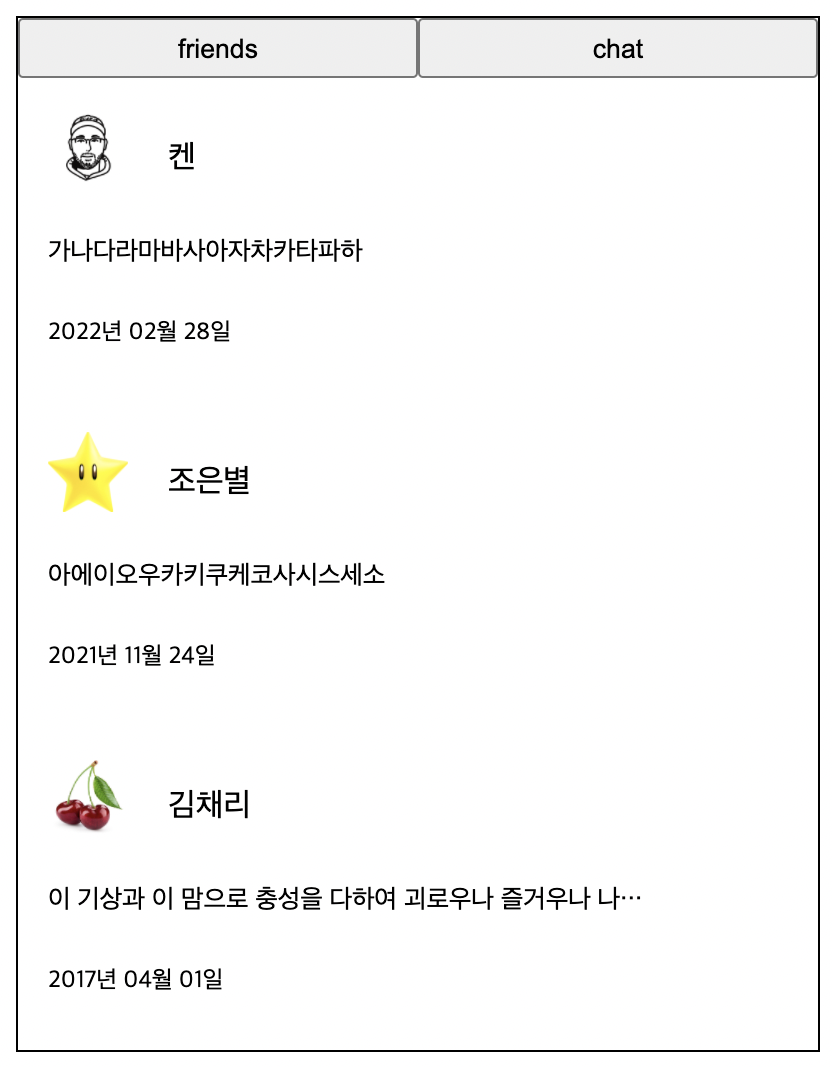 friends chat
켄
가나다라마바사아자차카타파하
2022년 02월 28일
조은별
아에이오우카키쿠케코사시스세소
2021년 11월 24일
김채리
이 기상과 이 맘으로 충성을 다하여 괴로우나 즐거우나 나…
2017년 04월 01일